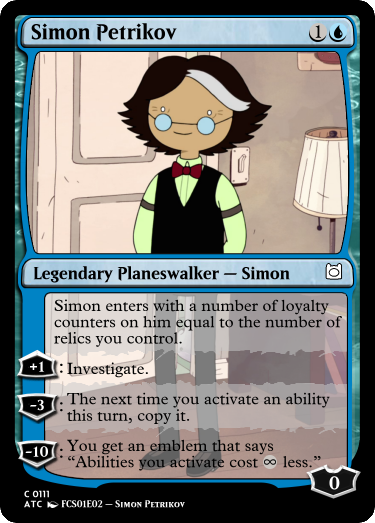 Simon Petrikov 1
Legendary Planeswalker — Simon
Simon enters with a number of loyalty
counters on him equal to the number of
relics you control.
+1: Investigate.
-3: The next time you activate an ability
this turn, copy it.
-10: You get an emblem that says
“Abilities you activate cost ∞ less.”
0
C 0111
ATC FCS01E02 – Simon Petrikov